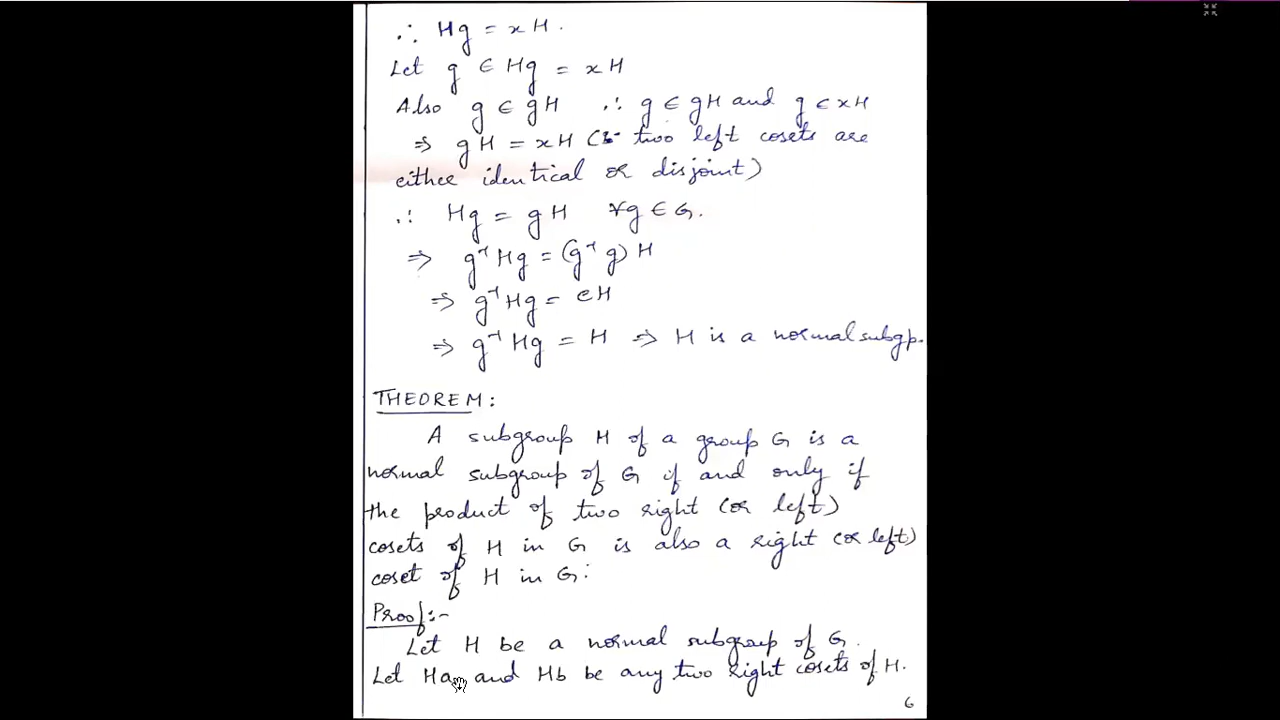 ∴ Hg = xH.
Let g ∈ Hg = xH
Also g ∈ gH ∴ g ∈ gH and g ∈ xH
⇒ gH = xH (∵ two left cosets are
either identical or disjoint)
∴ Hg = gH ∀g ∈ G.
⇒ g⁻¹Hg = (g⁻¹g)H
⇒ g⁻¹Hg = eH
⇒ g⁻¹Hg = H ⇒ H is a normal subgp.
THEOREM:
A subgroup H of a group G is a
normal subgroup of G if and only if
the product of two right (or left)
cosets of H in G is also a right (or left)
coset of H in G:
Proof:-
Let H be a normal subgroup of G.
Let Ha and Hb be any two right cosets of H.
6